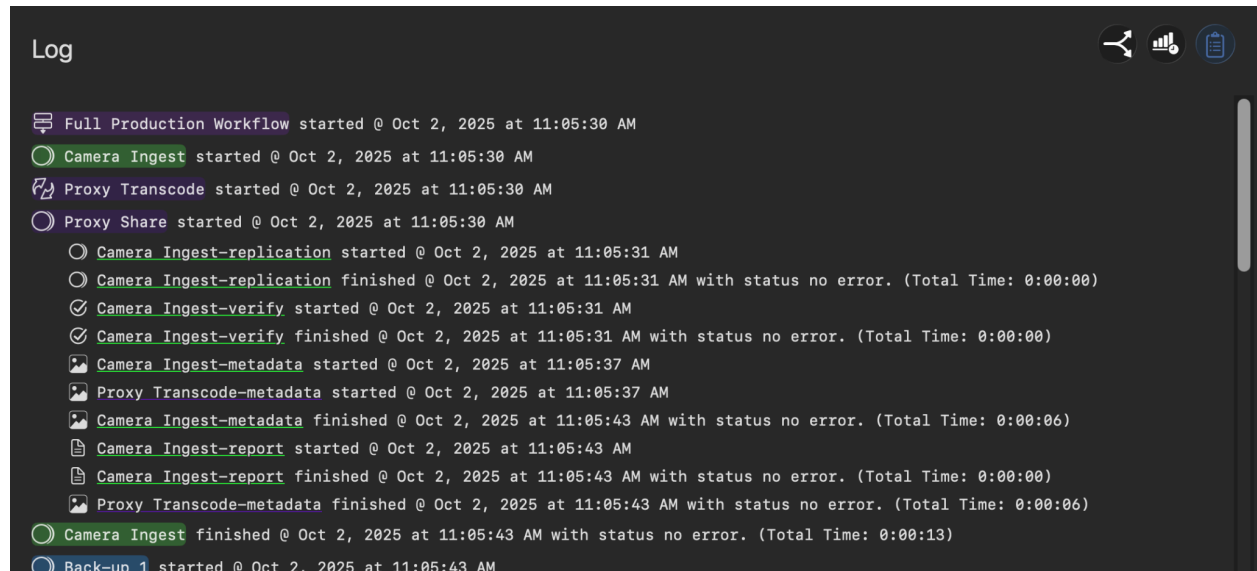 Log
Full Production Workflow started @ Oct 2, 2025 at 11:05:30 AM
Camera Ingest started @ Oct 2, 2025 at 11:05:30 AM
Proxy Transcode started @ Oct 2, 2025 at 11:05:30 AM
Proxy Share started @ Oct 2, 2025 at 11:05:30 AM
Camera Ingest-replication started @ Oct 2, 2025 at 11:05:31 AM
Camera Ingest-replication finished @ Oct 2, 2025 at 11:05:31 AM with status no error. (Total Time: 0:00:00)
Camera Ingest-verify started @ Oct 2, 2025 at 11:05:31 AM
Camera Ingest-verify finished @ Oct 2, 2025 at 11:05:31 AM with status no error. (Total Time: 0:00:00)
Camera Ingest-metadata started @ Oct 2, 2025 at 11:05:37 AM
Proxy Transcode-metadata started @ Oct 2, 2025 at 11:05:37 AM
Camera Ingest-metadata finished @ Oct 2, 2025 at 11:05:43 AM with status no error. (Total Time: 0:00:06)
Camera Ingest-report started @ Oct 2, 2025 at 11:05:43 AM
Camera Ingest-report finished @ Oct 2, 2025 at 11:05:43 AM with status no error. (Total Time: 0:00:00)
Proxy Transcode-metadata finished @ Oct 2, 2025 at 11:05:43 AM with status no error. (Total Time: 0:00:06)
Camera Ingest finished @ Oct 2, 2025 at 11:05:43 AM with status no error. (Total Time: 0:00:13)
Back-up 1 started @ Oct 2, 2025 at 11:05:43 AM